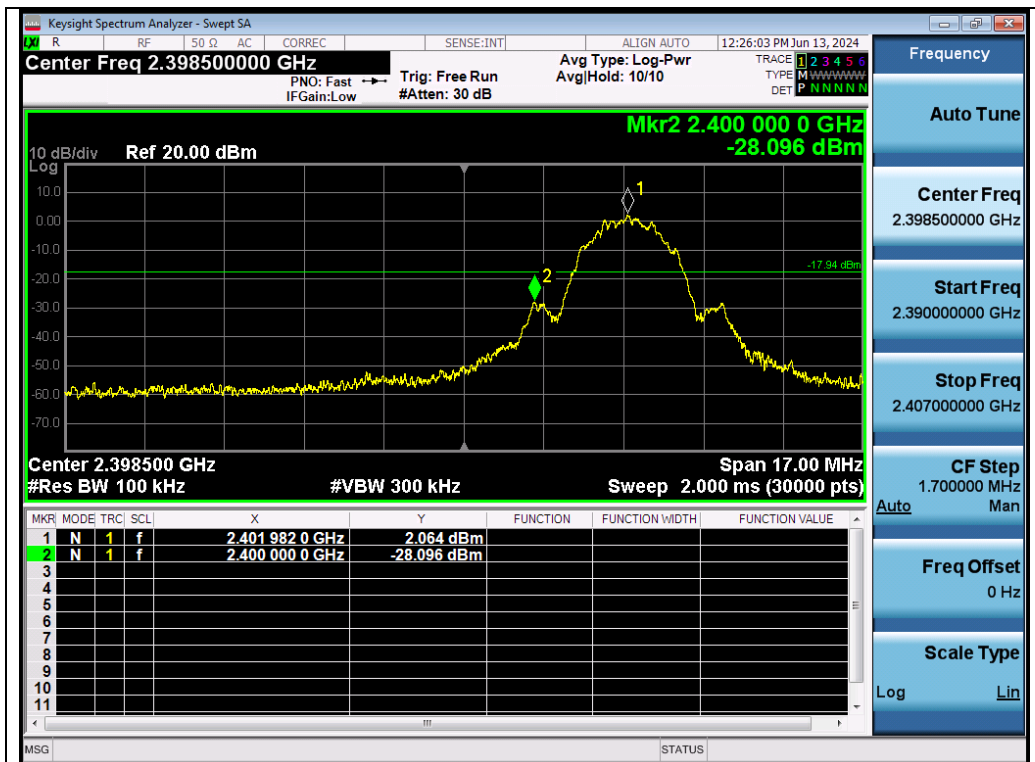 Keysight Spectrum Analyzer - Swept SA
LXI R RF 50 Ω AC CORREC SENSE:INT ALIGN AUTO 12:26:03 PM Jun 13, 2024
Center Freq 2.398500000 GHz
PNO: Fast
IFGain:Low
Trig: Free Run
#Atten: 30 dB
Avg Type: Log-Pwr
Avg|Hold: 10/10
TRACE 1 2 3 4 5 6
TYPE M WWWWW
DET P N N N N N
Mkr2 2.400 000 0 GHz
-28.096 dBm
10 dB/div Ref 20.00 dBm
Log
10.0
0.00
-10.0
-20.0
-30.0
-40.0
-50.0
-60.0
-70.0
1
2
-17.94 dBm
Center 2.398500 GHz Span 17.00 MHz
#Res BW 100 kHz #VBW 300 kHz Sweep 2.000 ms (30000 pts)
MKR MODE TRC SCL X Y FUNCTION FUNCTION WIDTH FUNCTION VALUE
1 N 1 f 2.401 982 0 GHz 2.064 dBm
2 N 1 f 2.400 000 0 GHz -28.096 dBm
3
4
5
6
7
8
9
10
11
MSG STATUS
Frequency
Auto Tune
Center Freq
2.398500000 GHz
Start Freq
2.390000000 GHz
Stop Freq
2.407000000 GHz
CF Step
1.700000 MHz
Auto Man
Freq Offset
0 Hz
Scale Type
Log Lin